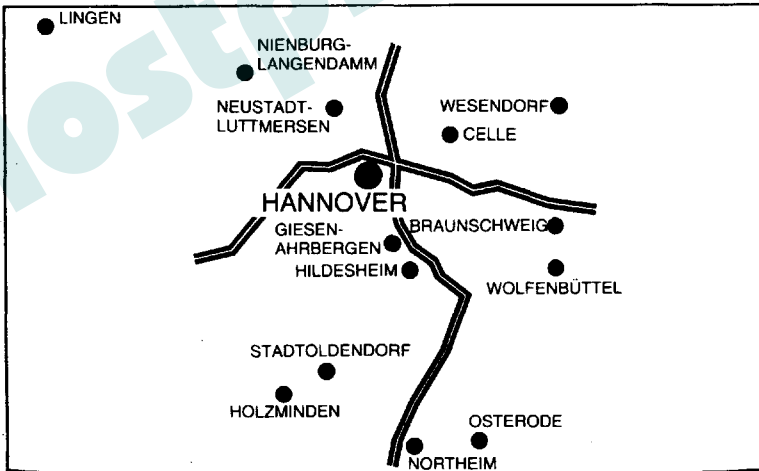 LINGEN
NIENBURG-
LANGENDAMM
NEUSTADT-
LUTTMERSEN
WESENDORF
CELLE
HANNOVER
GIESEN-
AHRBERGEN
BRAUNSCHWEIG
HILDESHEIM
WOLFENBÜTTEL
STADTOLDENDORF
HOLZMINDEN
OSTERODE
NORTHEIM